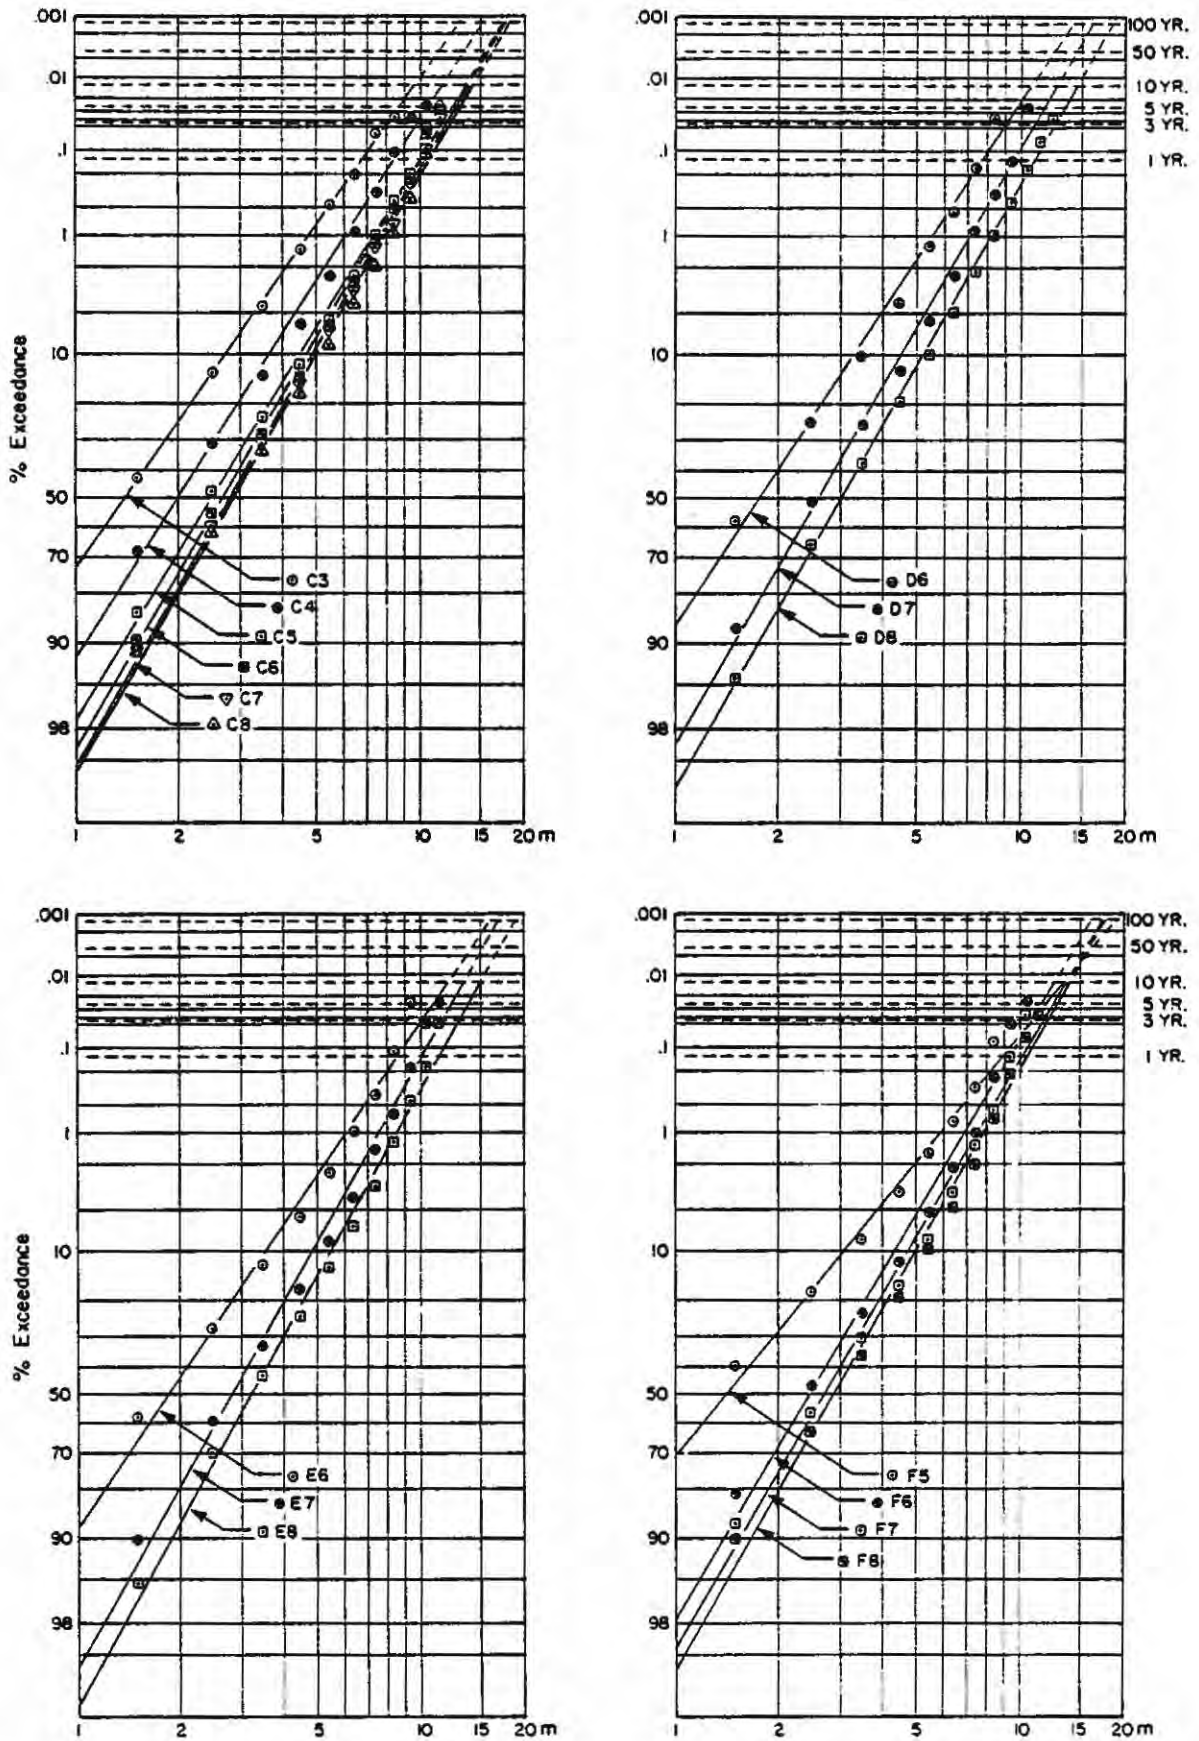 .001
.01
.1
1
10
50
70
90
98
% Exceedance
C3
C4
C5
C6
C7
C8
1 2 5 10 15 20 m
.001
.01
.1
1
10
50
70
90
98
100 YR.
50 YR.
10 YR.
5 YR.
3 YR.
1 YR.
D6
D7
D8
1 2 5 10 15 20 m
.001
.01
.1
1
10
50
70
90
98
% Exceedance
E6
E7
E8
1 2 5 10 15 20 m
.001
.01
.1
1
10
50
70
90
98
100 YR.
50 YR.
10 YR.
5 YR.
3 YR.
1 YR.
F5
F6
F7
F8
1 2 5 10 15 20 m